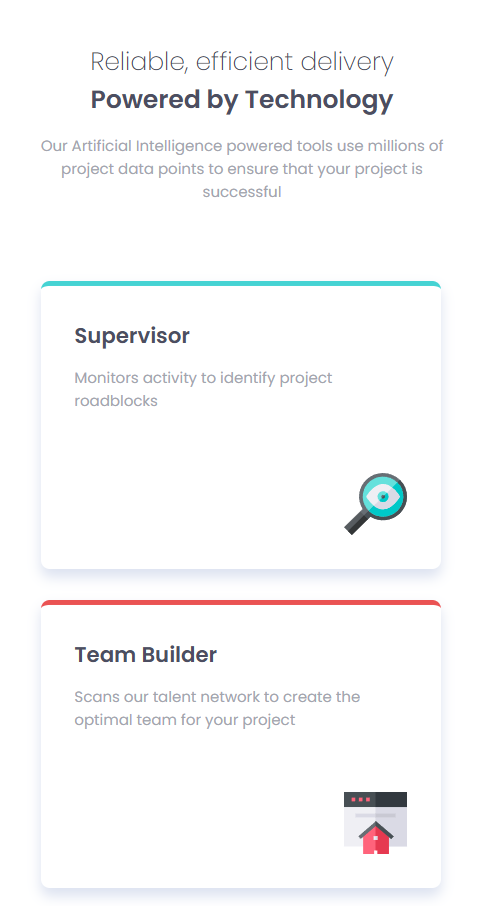 Reliable, efficient delivery
Powered by Technology
Our Artificial Intelligence powered tools use millions of
project data points to ensure that your project is
successful
Supervisor
Monitors activity to identify project
roadblocks
Team Builder
Scans our talent network to create the
optimal team for your project